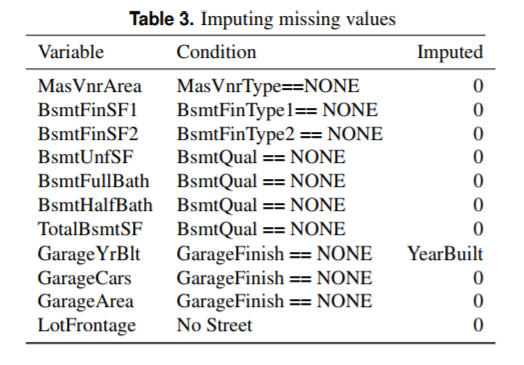 Table 3. Imputing missing values
Variable Condition Imputed
MasVnrArea MasVnrType==NONE 0
BsmtFinSF1 BsmtFinType1== NONE 0
BsmtFinSF2 BsmtFinType2 == NONE 0
BsmtUnfSF BsmtQual == NONE 0
BsmtFullBath BsmtQual == NONE 0
BsmtHalfBath BsmtQual == NONE 0
TotalBsmtSF BsmtQual == NONE 0
GarageYrBlt GarageFinish == NONE YearBuilt
GarageCars GarageFinish == NONE 0
GarageArea GarageFinish == NONE 0
LotFrontage No Street 0